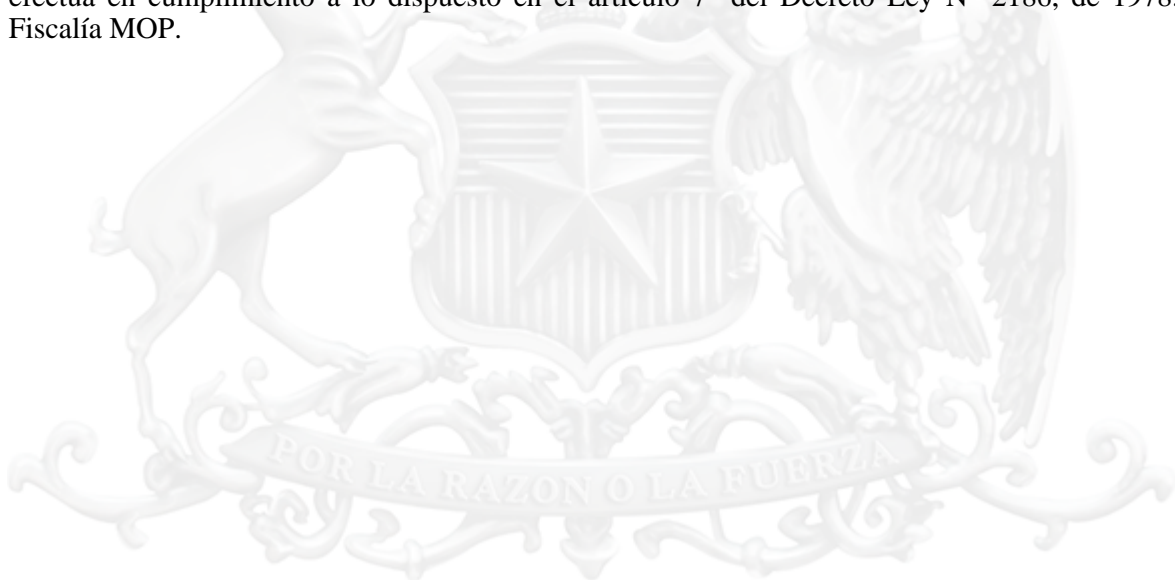 efectúa en cumplimiento a lo dispuesto en el artículo 7° del Decreto Ley N° 2186, de 1978.
Fiscalía MOP.
POR LA RAZON O LA FUERZA